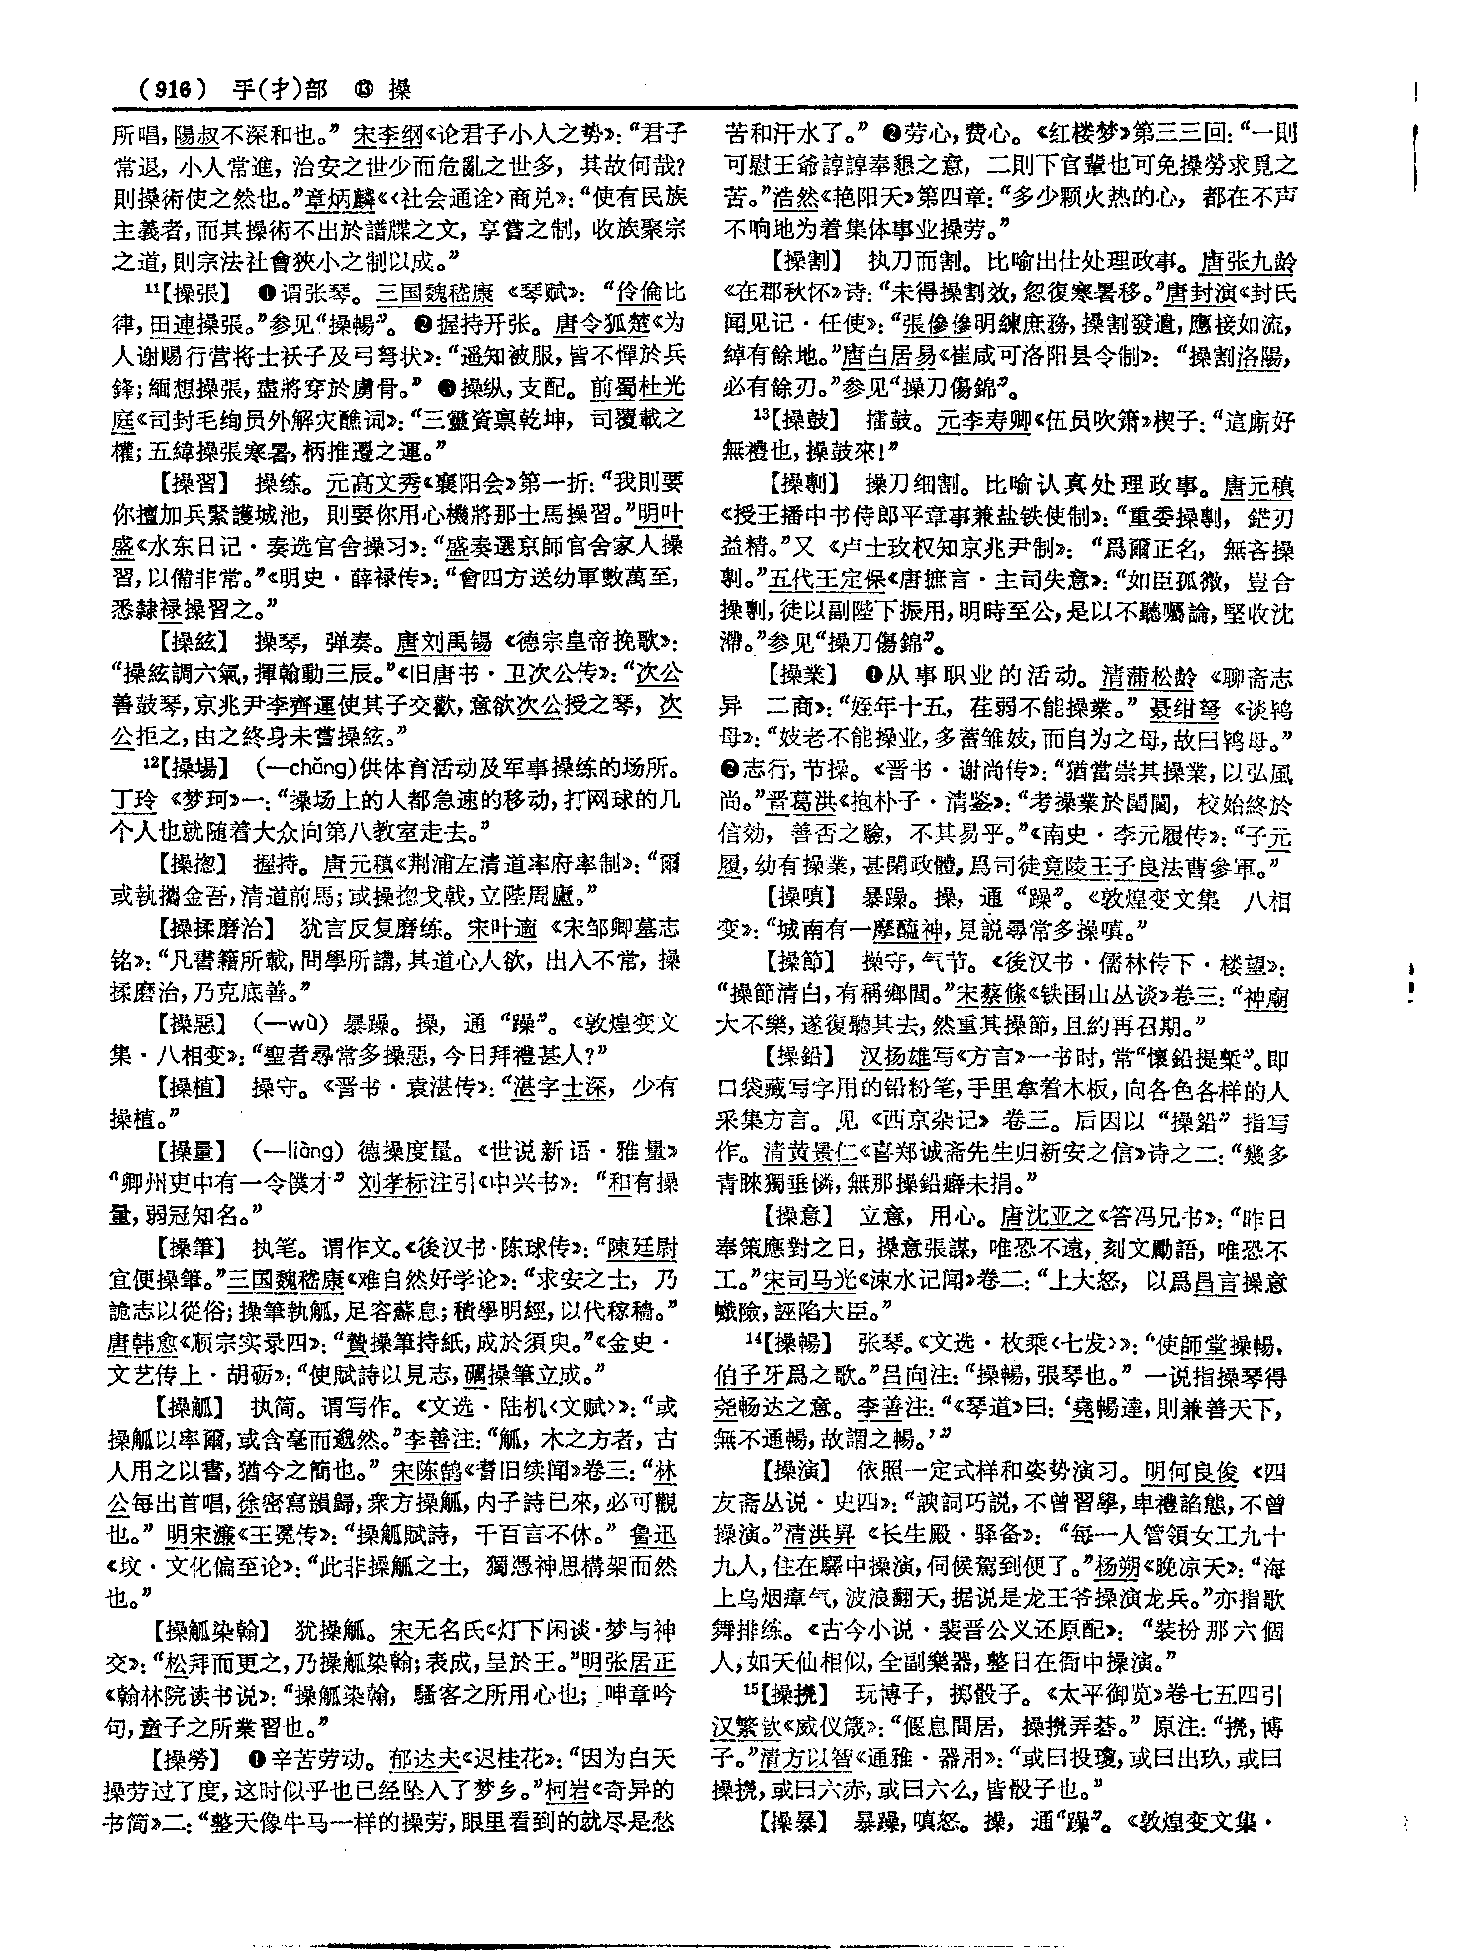 (916) 手(扌)部 ⑬ 操
所唱，陽叔不深和也。”宋李纲《论君子小人之势》：“君子
常退，小人常進，治安之世少而危亂之世多，其故何哉？
則操術使之然也。”章炳麟《〈社会通诠〉商兑》：“使有民族
主義者，而其操術不出於譜牒之文，享嘗之制，收族聚宗
之道，則宗法社會狹小之制以成。”
11【操張】 ❶谓张琴。三国魏嵇康《琴赋》：“伶倫比
律，田連操張。”参见“操暢”。❷握持开张。唐令狐楚《为
人谢赐行营将士袄子及弓弩状》：“遥知被服，皆不憚於兵
鋒；緬想操張，盡將穿於虜骨。”❸操纵，支配。前蜀杜光
庭《司封毛绚员外解灾醮词》：“三靈資禀乾坤，司覆載之
權；五緯操張寒暑，柄推遷之運。”
【操習】 操练。元高文秀《襄阳会》第一折：“我則要
你擅加兵緊護城池，則要你用心機將那士馬操習。”明叶
盛《水东日记·奏选官舍操习》：“盛奏選京師官舍家人操
習，以備非常。”《明史·薛禄传》：“會四方送幼軍數萬至，
悉隸禄操習之。”
【操絃】 操琴，弹奏。唐刘禹锡《德宗皇帝挽歌》：
“操絃調六氣，揮翰動三辰。”《旧唐书·卫次公传》：“次公
善鼓琴，京兆尹李齊運使其子交歡，意欲次公授之琴，次
公拒之，由之終身未嘗操絃。”
12【操場】 (—chǎng)供体育活动及军事操练的场所。
丁玲《梦珂》一：“操场上的人都急速的移动，打网球的几
个人也就随着大众向第八教室走去。”
【操揔】 握持。唐元稹《荆浦左清道率府率制》：“爾
或執攜金吾，清道前馬；或操揔戈戟，立陛周廬。”
【操揉磨治】 犹言反复磨练。宋叶適《宋邹卿墓志
铭》：“凡書籍所載，問學所講，其道心人欲，出入不常，操
揉磨治，乃克底善。”
【操惡】 (—wù) 暴躁。操，通“躁”。《敦煌变文
集·八相变》：“聖者尋常多操惡，今日拜禮甚人？”
【操植】 操守。《晋书·袁湛传》：“湛字士深，少有
操植。”
【操量】 (—liàng) 德操度量。《世说新语·雅量》
“卿州吏中有一令僕才” 刘孝标注引《中兴书》：“和有操
量，弱冠知名。”
【操筆】 执笔。谓作文。《後汉书·陈球传》：“陳廷尉
宜便操筆。”三国魏嵇康《难自然好学论》：“求安之士，乃
詭志以從俗；操筆執觚，足容蘇息；積學明經，以代稼穡。”
唐韩愈《顺宗实录四》：“贄操筆持紙，成於須臾。”《金史·
文艺传上·胡砺》：“使賦詩以見志，礪操筆立成。”
【操觚】 执简。谓写作。《文选·陆机〈文赋〉》：“或
操觚以率爾，或含毫而邈然。”李善注：“觚，木之方者，古
人用之以書，猶今之簡也。”宋陈鹄《耆旧续闻》卷三：“林
公每出首唱，徐密寫韻歸，衆方操觚，内子詩已來，必可觀
也。”明宋濂《王冕传》：“操觚賦詩，千百言不休。”鲁迅
《坟·文化偏至论》：“此非操觚之士，獨憑神思構架而然
也。”
【操觚染翰】 犹操觚。宋无名氏《灯下闲谈·梦与神
交》：“松拜而更之，乃操觚染翰；表成，呈於王。”明张居正
《翰林院读书说》：“操觚染翰，騷客之所用心也；呻章吟
句，童子之所業習也。”
【操勞】 ❶辛苦劳动。郁达夫《迟桂花》：“因为白天
操劳过了度，这时似乎也已经坠入了梦乡。”柯岩《奇异的
书简》二：“整天像牛马一样的操劳，眼里看到的就尽是愁
苦和汗水了。”❷劳心，费心。《红楼梦》第三三回：“一則
可慰王爺諄諄奉懇之意，二則下官輩也可免操勞求覓之
苦。”浩然《艳阳天》第四章：“多少颗火热的心，都在不声
不响地为着集体事业操劳。”
【操割】 执刀而割。比喻出仕处理政事。唐张九龄
《在郡秋怀》诗：“未得操割效，忽復寒暑移。”唐封演《封氏
闻见记·任使》：“張慘慘明練庶務，操割發遣，應接如流，
綽有餘地。”唐白居易《崔咸可洛阳县令制》：“操割洛陽，
必有餘刃。”参见“操刀傷錦”。
13【操鼓】 擂鼓。元李寿卿《伍员吹箫》楔子：“這廝好
無禮也，操鼓來！”
【操剸】 操刀细割。比喻认真处理政事。唐元稹
《授王播中书侍郎平章事兼盐铁使制》：“重委操剸，鋩刃
益精。”又《卢士玫权知京兆尹制》：“爲爾正名，無吝操
剸。”五代王定保《唐摭言·主司失意》：“如臣孤微，豈合
操剸，徒以副陛下振用，明時至公，是以不聽囑論，堅收沈
滯。”参见“操刀傷錦”。
【操業】 ❶从事职业的活动。清蒲松龄《聊斋志
异 二商》：“姪年十五，荏弱不能操業。”聂绀弩《谈鸨
母》：“妓老不能操业，多蓄雏妓，而自为之母，故曰鸨母。”
❷志行，节操。《晋书·谢尚传》：“猶當崇其操業，以弘風
尚。”晋葛洪《抱朴子·清鉴》：“考操業於閨閫，校始終於
信効，善否之驗，不其易乎。”《南史·李元履传》：“子元
履，幼有操業，甚閑政體，爲司徒竟陵王子良法曹參軍。”
【操嗔】 暴躁。操，通“躁”。《敦煌变文集 八相
变》：“城南有一摩醯神，見説尋常多操嗔。”
【操節】 操守，气节。《後汉书·儒林传下·楼望》：
“操節清白，有稱鄉閭。”宋蔡絛《铁围山丛谈》卷三：“神廟
大不樂，遂復聽其去，然重其操節，且約再召期。”
【操鉛】 汉扬雄写《方言》一书时，常“懷鉛提槧”。即
口袋藏写字用的铅粉笔，手里拿着木板，向各色各样的人
采集方言。见《西京杂记》卷三。后因以“操鉛”指写
作。清黄景仁《喜郑诚斋先生归新安之信》诗之二：“幾多
青睞獨垂憐，無那操鉛癖未捐。”
【操意】 立意，用心。唐沈亚之《答冯兄书》：“昨日
奉策應對之日，操意張謀，唯恐不遠，刻文勵語，唯恐不
工。”宋司马光《涑水记闻》卷二：“上大怒，以爲昌言操意
巇險，誣陷大臣。”
14【操暢】 张琴。《文选·枚乘〈七发〉》：“使師堂操暢，
伯子牙爲之歌。”吕向注：“操暢，張琴也。”一说指操琴得
尧畅达之意。李善注：“《琴道》曰：‘堯暢達，則兼善天下，
無不通暢，故謂之暢。’”
【操演】 依照一定式样和姿势演习。明何良俊《四
友斋丛说·史四》：“諛詞巧説，不曾習學，卑禮諂態，不曾
操演。”清洪昇《长生殿·驿备》：“每一人管領女工九十
九人，住在驛中操演，伺候駕到便了。”杨朔《晚凉天》：“海
上乌烟瘴气，波浪翻天，据说是龙王爷操演龙兵。”亦指歌
舞排练。《古今小说·裴晋公义还原配》：“裝扮那六個
人，如天仙相似，全副樂器，整日在衙中操演。”
15【操撓】 玩博子，掷骰子。《太平御览》卷七五四引
汉繁钦《威仪箴》：“偃息閒居，操撓弄碁。”原注：“撓，博
子。”清方以智《通雅·器用》：“或曰投瓊，或曰出玖，或曰
操撓，或曰六赤，或曰六么，皆骰子也。”
【操暴】 暴躁，嗔怒。操，通“躁”。《敦煌变文集·